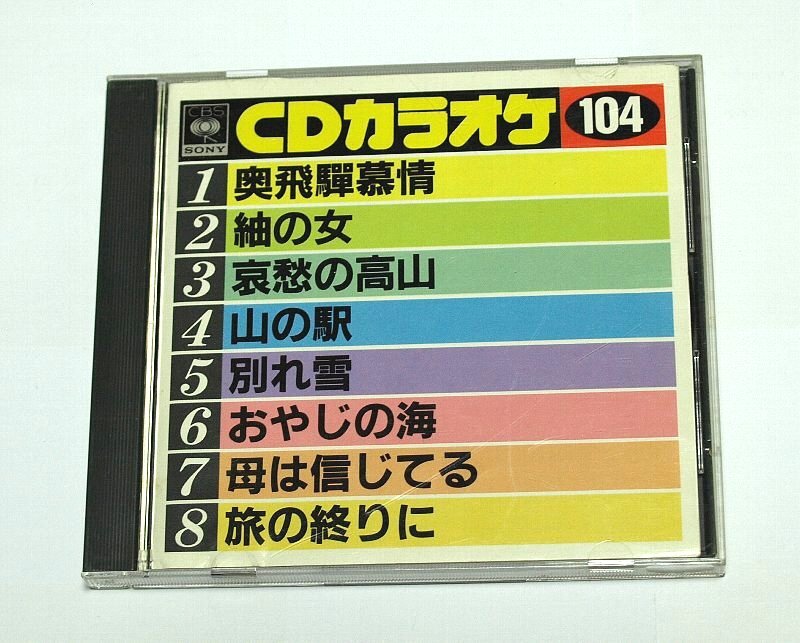 CBS
SONY
CDカラオケ 104
1 奥飛驒慕情
2 紬の女
3 哀愁の高山
4 山の駅
5 別れ雪
6 おやじの海
7 母は信じてる
8 旅の終りに